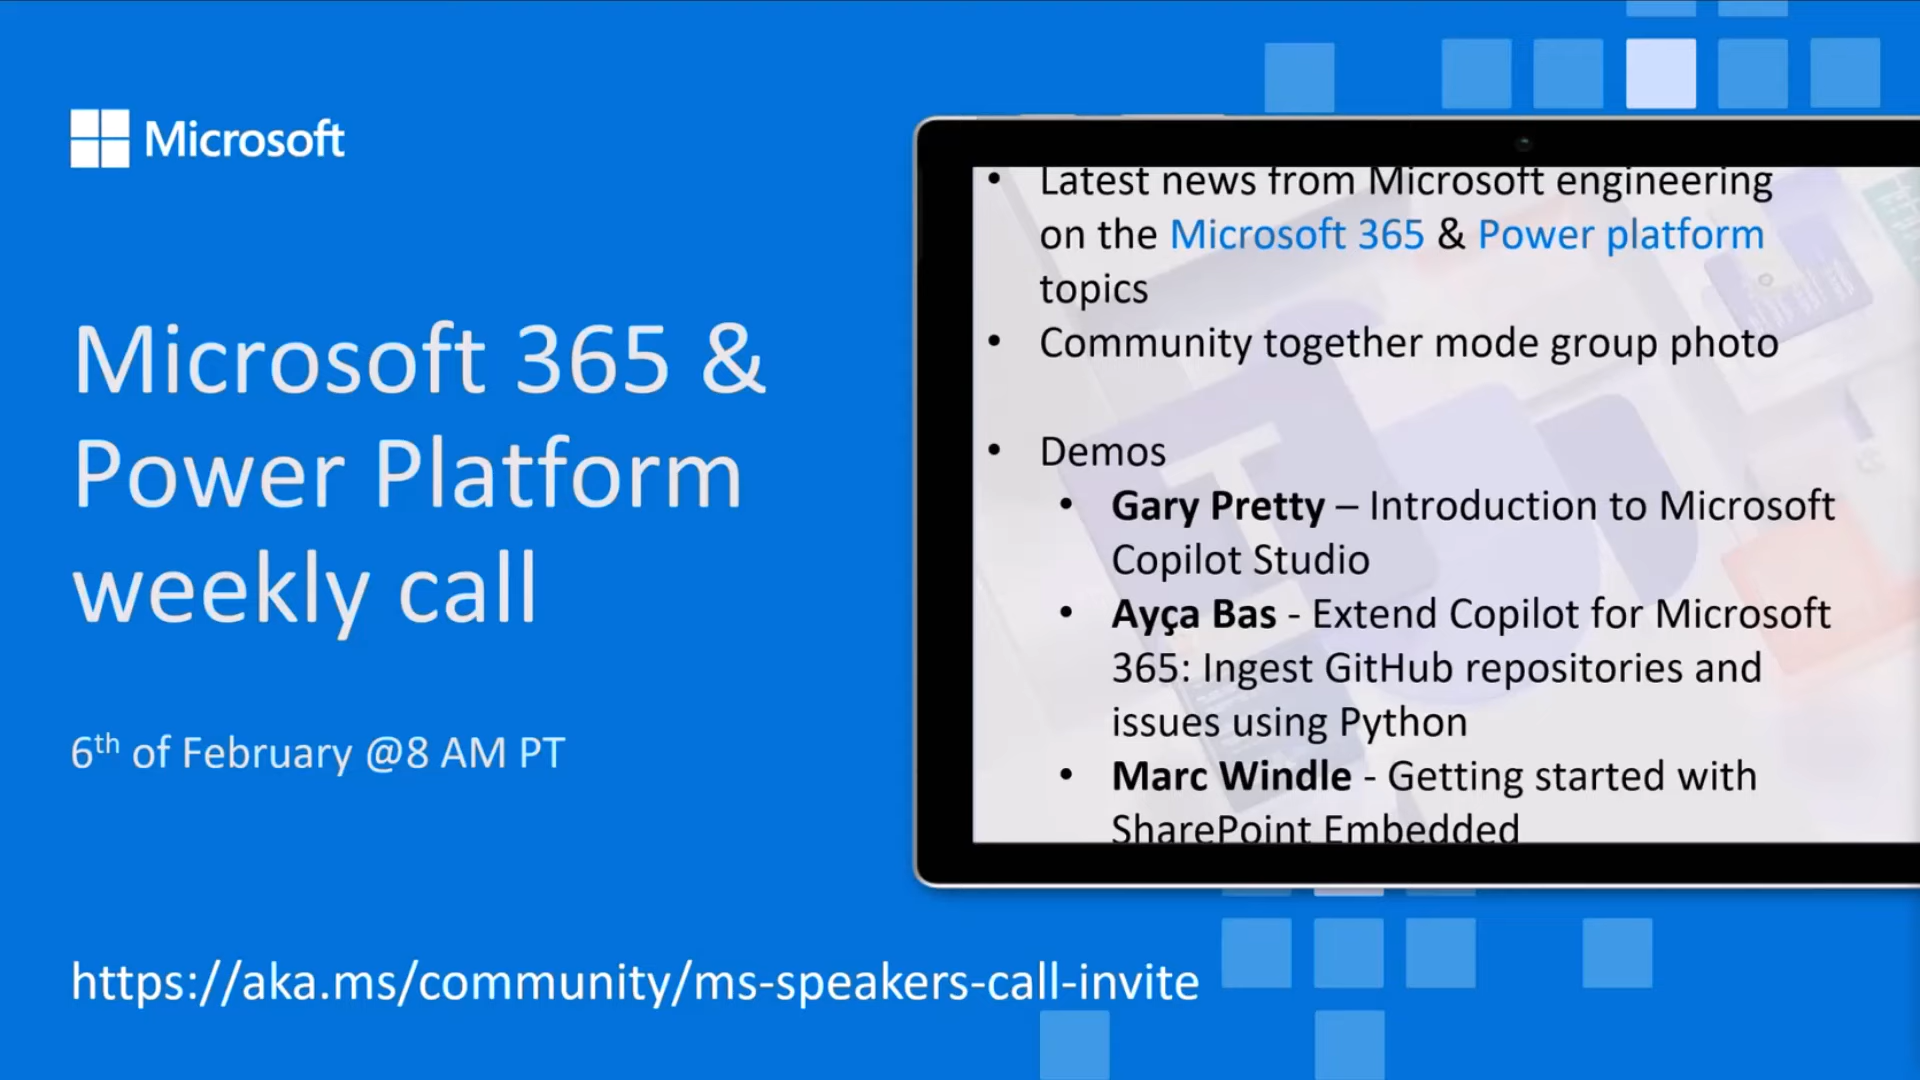 Microsoft
Microsoft 365 &
Power Platform
weekly call
6th of February @8 AM PT
https://aka.ms/community/ms-speakers-call-invite
• Latest news from Microsoft engineering
on the Microsoft 365 & Power platform
topics
• Community together mode group photo
• Demos
• Gary Pretty – Introduction to Microsoft
Copilot Studio
• Ayça Bas - Extend Copilot for Microsoft
365: Ingest GitHub repositories and
issues using Python
• Marc Windle - Getting started with
SharePoint Embedded